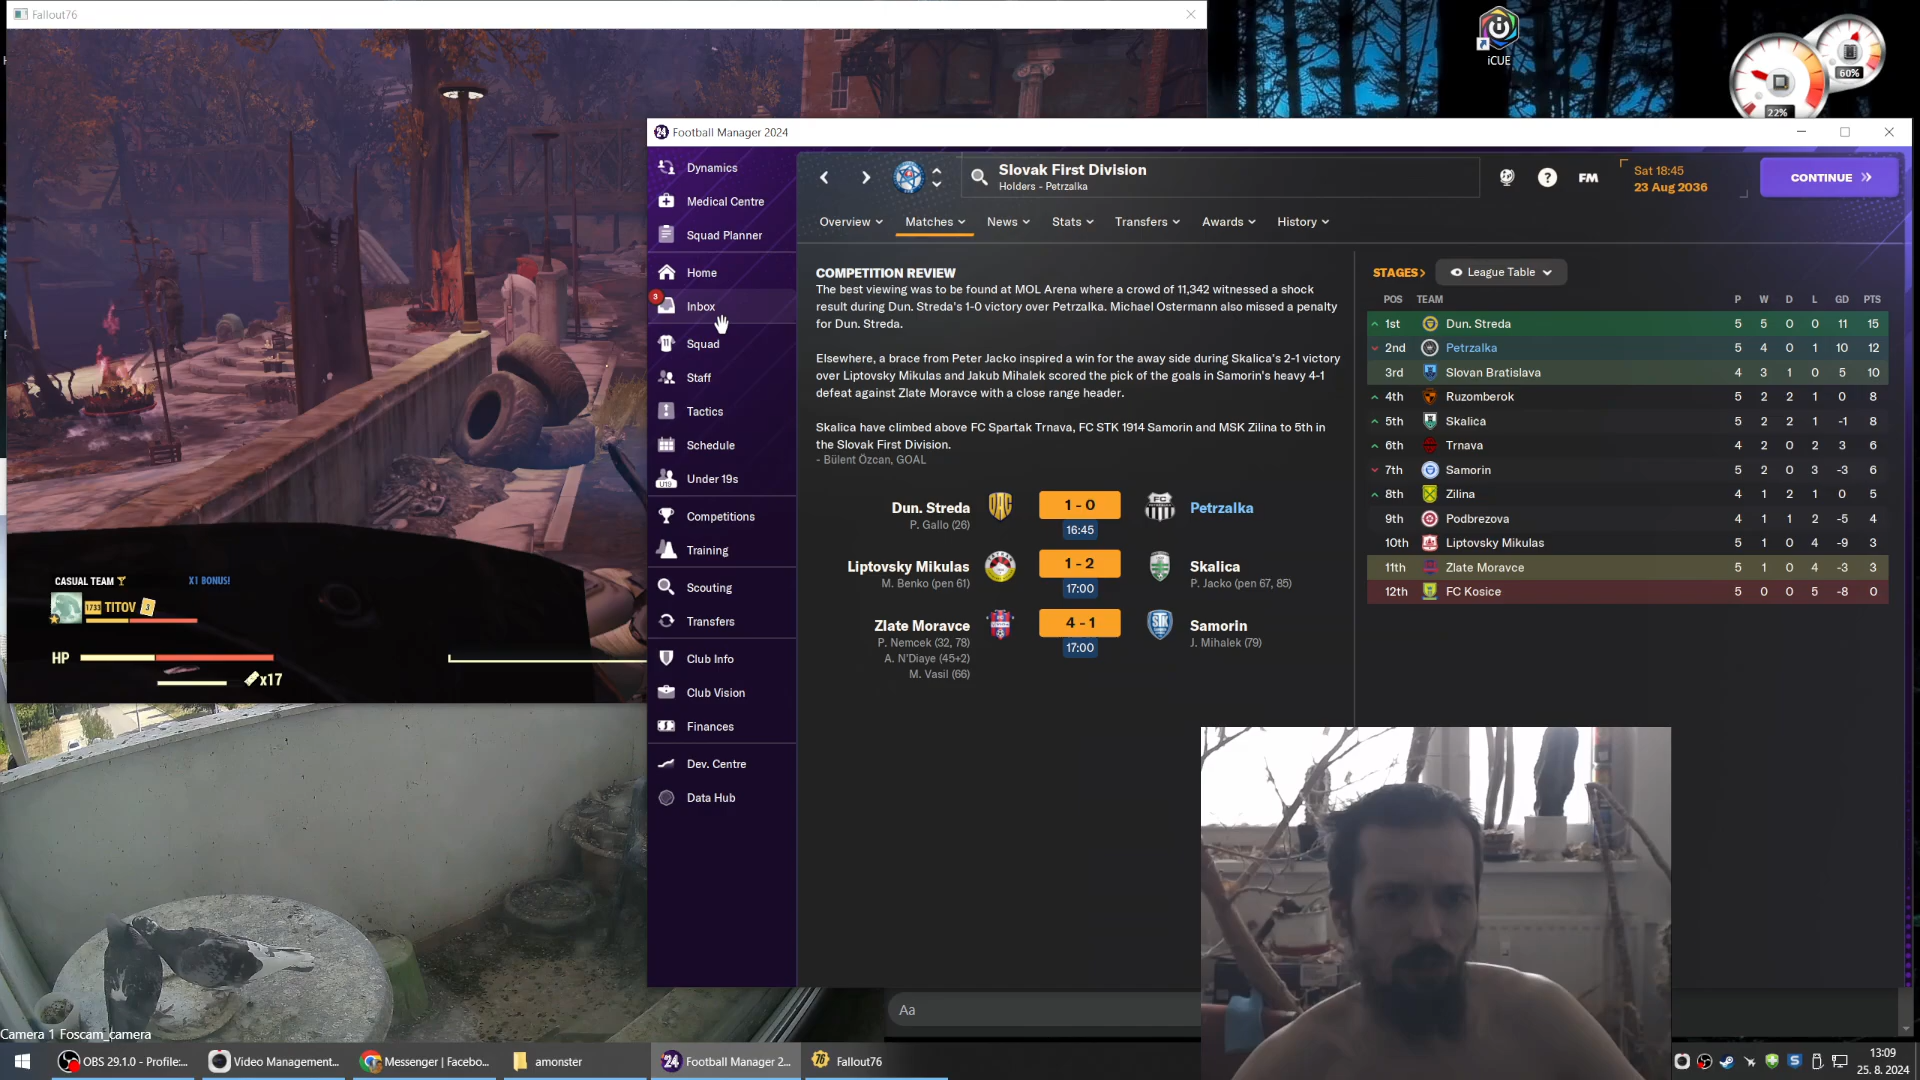 Fallout76
iCUE
60%
22%
Football Manager 2024
Dynamics
Medical Centre
Squad Planner
Home
3
Inbox
Squad
Staff
Tactics
Schedule
Under 19s
Competitions
Training
Scouting
Transfers
Club Info
Club Vision
Finances
Dev. Centre
Data Hub
Slovak First Division
Holders - Petrzalka
FM
Sat 18:45
23 Aug 2036
CONTINUE
Overview Matches News Stats Transfers Awards History
COMPETITION REVIEW
The best viewing was to be found at MOL Arena where a crowd of 11,342 witnessed a shock
result during Dun. Streda's 1-0 victory over Petrzalka. Michael Ostermann also missed a penalty
for Dun. Streda.
Elsewhere, a brace from Peter Jacko inspired a win for the away side during Skalica's 2-1 victory
over Liptovsky Mikulas and Jakub Mihalek scored the pick of the goals in Samorin's heavy 4-1
defeat against Zlate Moravce with a close range header.
Skalica have climbed above FC Spartak Trnava, FC STK 1914 Samorin and MSK Zilina to 5th in
the Slovak First Division.
- Bülent Özcan, GOAL
Dun. Streda 1 - 0 Petrzalka
P. Gallo (26)
16:45
Liptovsky Mikulas 1 - 2 Skalica
M. Benko (pen 61) 17:00 P. Jacko (pen 67, 85)
Zlate Moravce 4 - 1 Samorin
P. Nemcek (32, 78) 17:00 J. Mihalek (79)
A. N'Diaye (45+2)
M. Vasil (66)
STAGES> League Table
POS TEAM P W D L GD PTS
1st Dun. Streda 5 5 0 0 11 15
2nd Petrzalka 5 4 0 1 10 12
3rd Slovan Bratislava 4 3 1 0 5 10
4th Ruzomberok 5 2 2 1 0 8
5th Skalica 5 2 2 1 -1 8
6th Trnava 4 2 0 2 3 6
7th Samorin 5 2 0 3 -3 6
8th Zilina 4 1 2 1 0 5
9th Podbrezova 4 1 1 2 -5 4
10th Liptovsky Mikulas 5 1 0 4 -9 3
11th Zlate Moravce 5 1 0 4 -3 3
12th FC Kosice 5 0 0 5 -8 0
CASUAL TEAM X1 BONUS!
1733 TITOV 3
HP
x17
Camera 1 Foscam_camera
Aa
OBS 29.1.0 - Profile:... Video Management... Messenger | Facebo... amonster Football Manager 2... Fallout76
13:09
25. 8. 2024